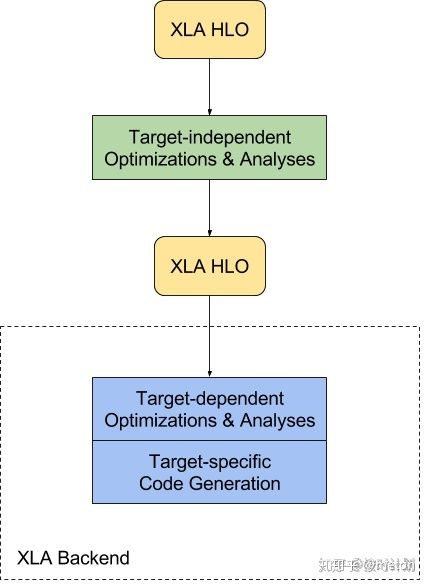 XLA HLO
Target-independent
Optimizations & Analyses
XLA HLO
Target-dependent
Optimizations & Analyses
Target-specific
Code Generation
XLA Backend
知乎